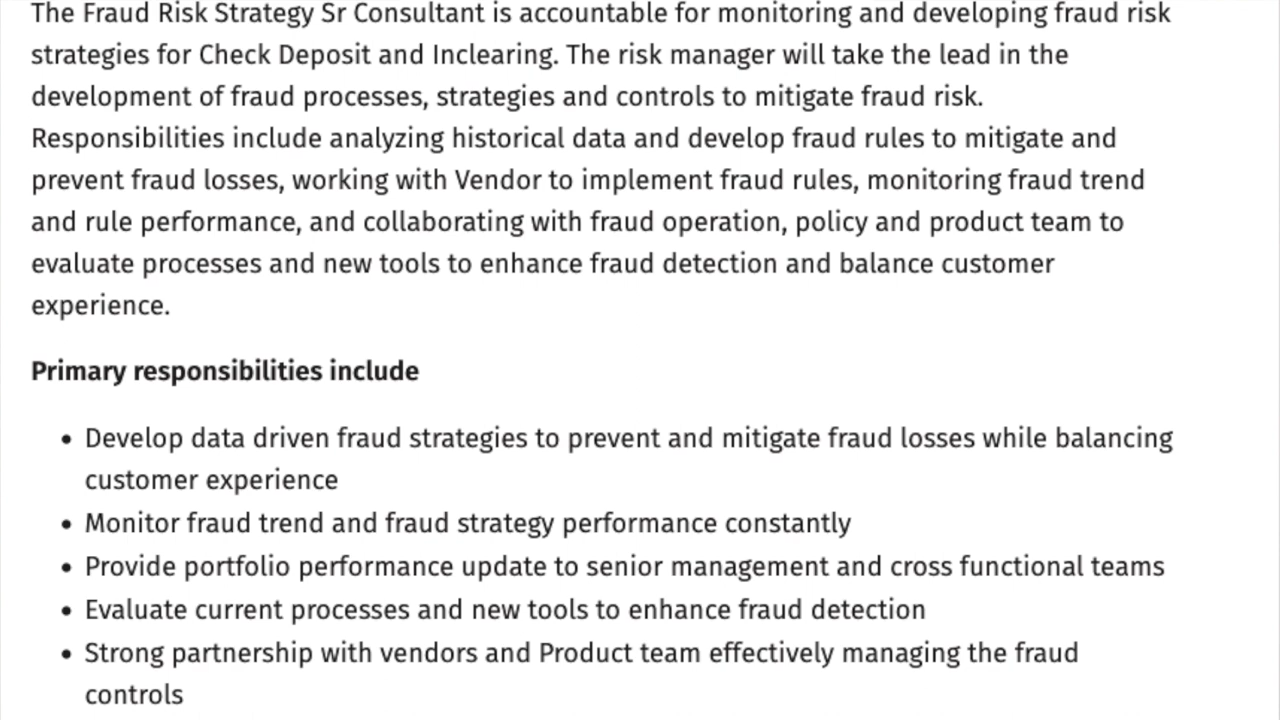 The Fraud Risk Strategy Sr Consultant is accountable for monitoring and developing fraud risk
strategies for Check Deposit and Inclearing. The risk manager will take the lead in the
development of fraud processes, strategies and controls to mitigate fraud risk.
Responsibilities include analyzing historical data and develop fraud rules to mitigate and
prevent fraud losses, working with Vendor to implement fraud rules, monitoring fraud trend
and rule performance, and collaborating with fraud operation, policy and product team to
evaluate processes and new tools to enhance fraud detection and balance customer
experience.
Primary responsibilities include
• Develop data driven fraud strategies to prevent and mitigate fraud losses while balancing
customer experience
• Monitor fraud trend and fraud strategy performance constantly
• Provide portfolio performance update to senior management and cross functional teams
• Evaluate current processes and new tools to enhance fraud detection
• Strong partnership with vendors and Product team effectively managing the fraud
controls